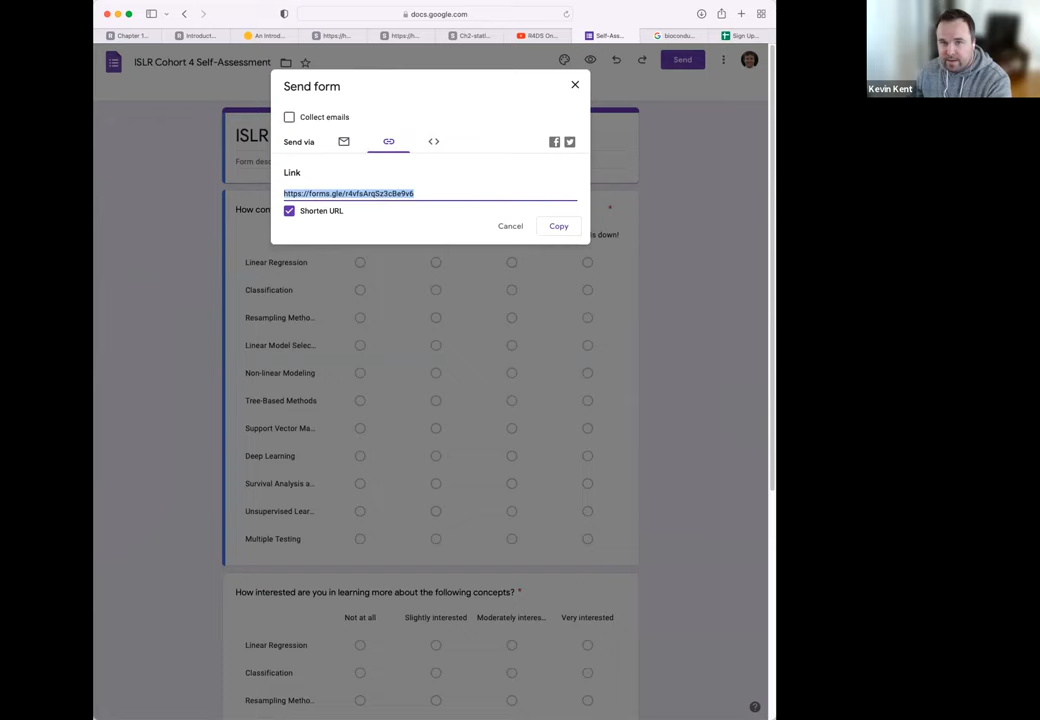 docs.google.com
Chapter 1...
Introduct...
An Introd...
https://h...
https://h...
Ch2-statl...
R4DS On...
Self-Ass...
biocondu...
Sign Up...
ISLR Cohort 4 Self-Assessment
Send
Kevin Kent
Send form
Collect emails
Send via
Link
https://forms.gle/r4vfsArqSz3cBe9v6
Shorten URL
Cancel
Copy
ISLR
Form desc
How con
*
s down!
Linear Regression
Classification
Resampling Metho...
Linear Model Selec...
Non-linear Modeling
Tree-Based Methods
Support Vector Ma...
Deep Learning
Survival Analysis a...
Unsupervised Lear...
Multiple Testing
How interested are you in learning more about the following concepts? *
Not at all
Slightly interested
Moderately interes...
Very interested
Linear Regression
Classification
Resampling Metho...